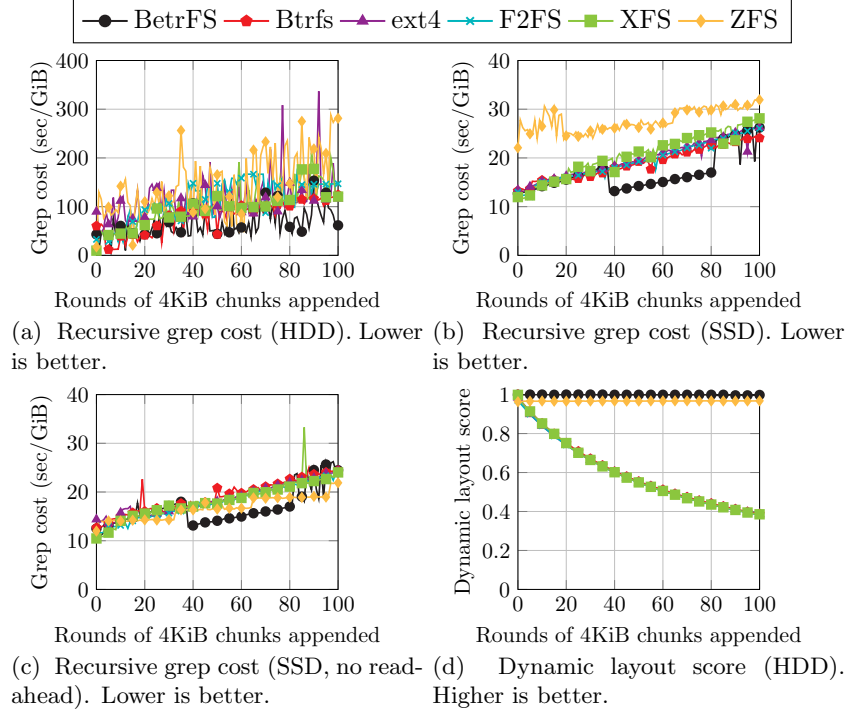 BetrFS Btrfs ext4 F2FS XFS ZFS
400
300
200
100
0
Grep cost (sec/GiB)
0 20 40 60 80 100
Rounds of 4KiB chunks appended
(a) Recursive grep cost (HDD). Lower
is better.
40
30
20
10
0
Grep cost (sec/GiB)
0 20 40 60 80 100
Rounds of 4KiB chunks appended
(b) Recursive grep cost (SSD). Lower
is better.
40
30
20
10
0
Grep cost (sec/GiB)
0 20 40 60 80 100
Rounds of 4KiB chunks appended
(c) Recursive grep cost (SSD, no read-
ahead). Lower is better.
1
0.8
0.6
0.4
0.2
0
Dynamic layout score
0 20 40 60 80 100
Rounds of 4KiB chunks appended
(d) Dynamic layout score (HDD).
Higher is better.